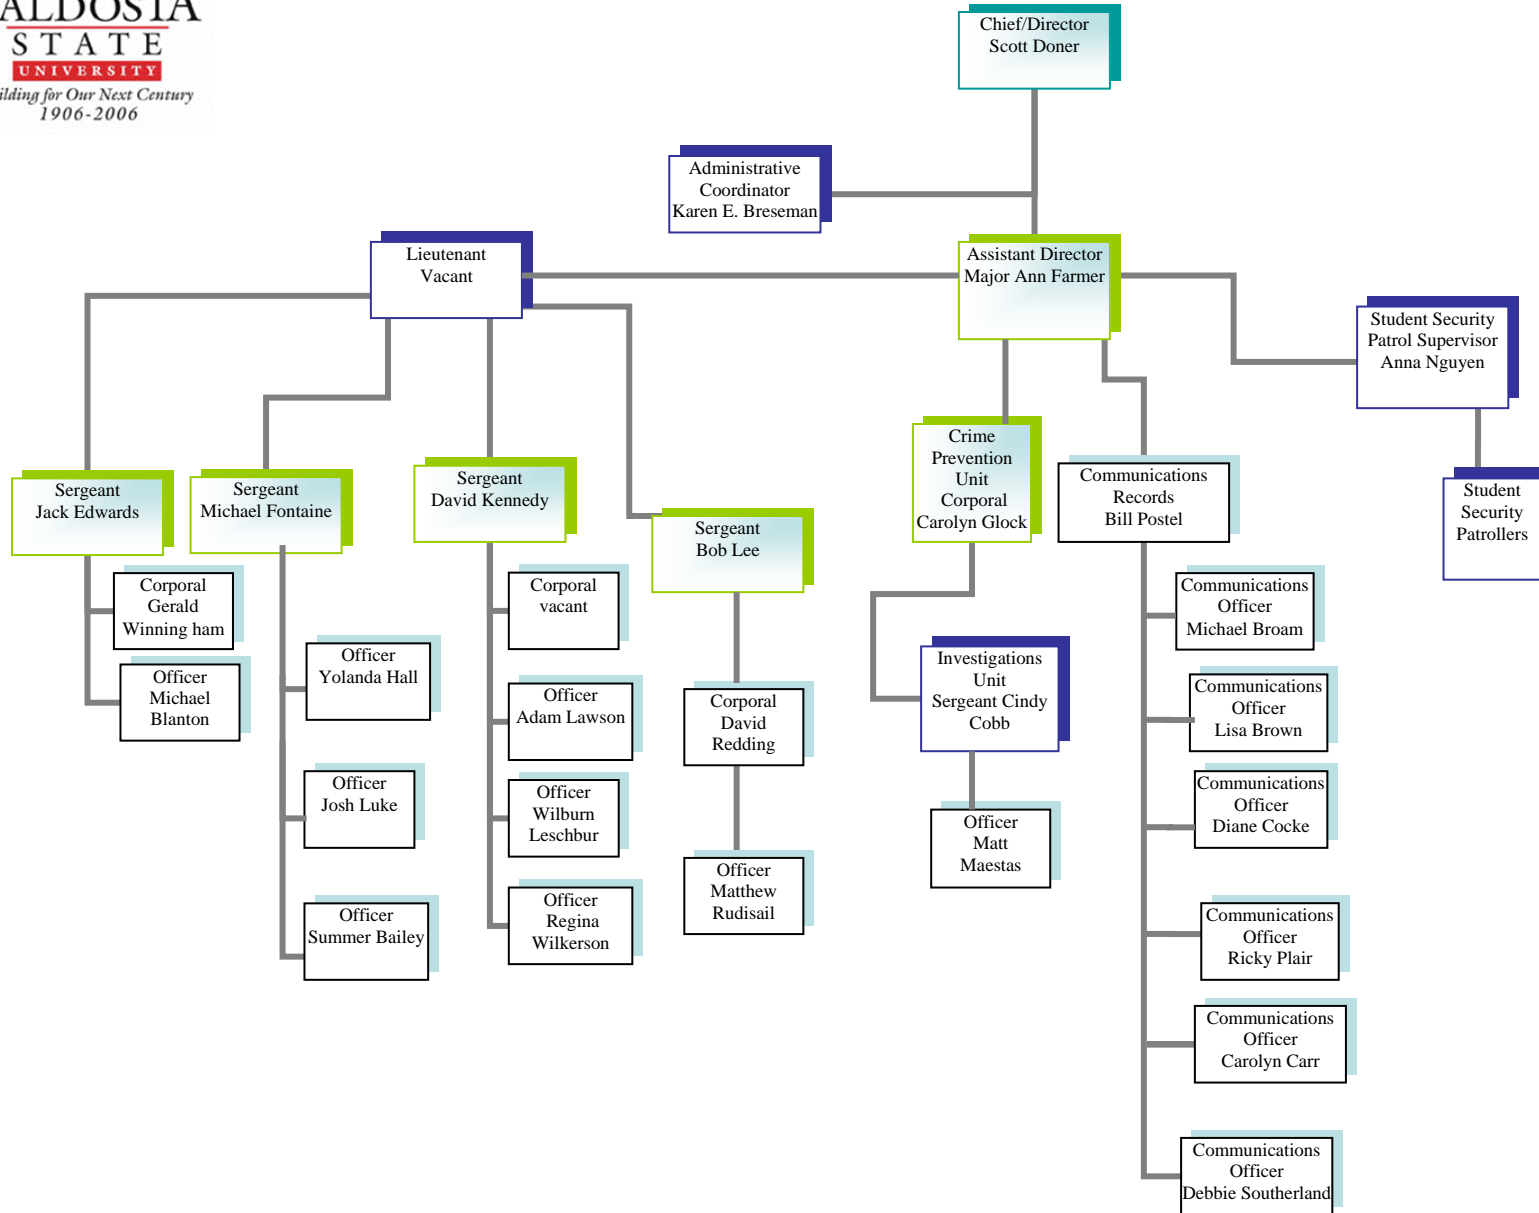 ALDOSTA
STATE
UNIVERSITY
ilding for Our Next Century
1906-2006
Chief/Director
Scott Doner
Administrative
Coordinator
Karen E. Breseman
Lieutenant
Vacant
Assistant Director
Major Ann Farmer
Student Security
Patrol Supervisor
Anna Nguyen
Student
Security
Patrollers
Sergeant
Jack Edwards
Corporal
Gerald
Winning ham
Officer
Michael
Blanton
Sergeant
Michael Fontaine
Officer
Yolanda Hall
Officer
Josh Luke
Officer
Summer Bailey
Sergeant
David Kennedy
Corporal
vacant
Officer
Adam Lawson
Officer
Wilburn
Leschbur
Officer
Regina
Wilkerson
Sergeant
Bob Lee
Corporal
David
Redding
Officer
Matthew
Rudisail
Crime
Prevention
Unit
Corporal
Carolyn Glock
Investigations
Unit
Sergeant Cindy
Cobb
Officer
Matt
Maestas
Communications
Records
Bill Postel
Communications
Officer
Michael Broam
Communications
Officer
Lisa Brown
Communications
Officer
Diane Cocke
Communications
Officer
Ricky Plair
Communications
Officer
Carolyn Carr
Communications
Officer
Debbie Southerland